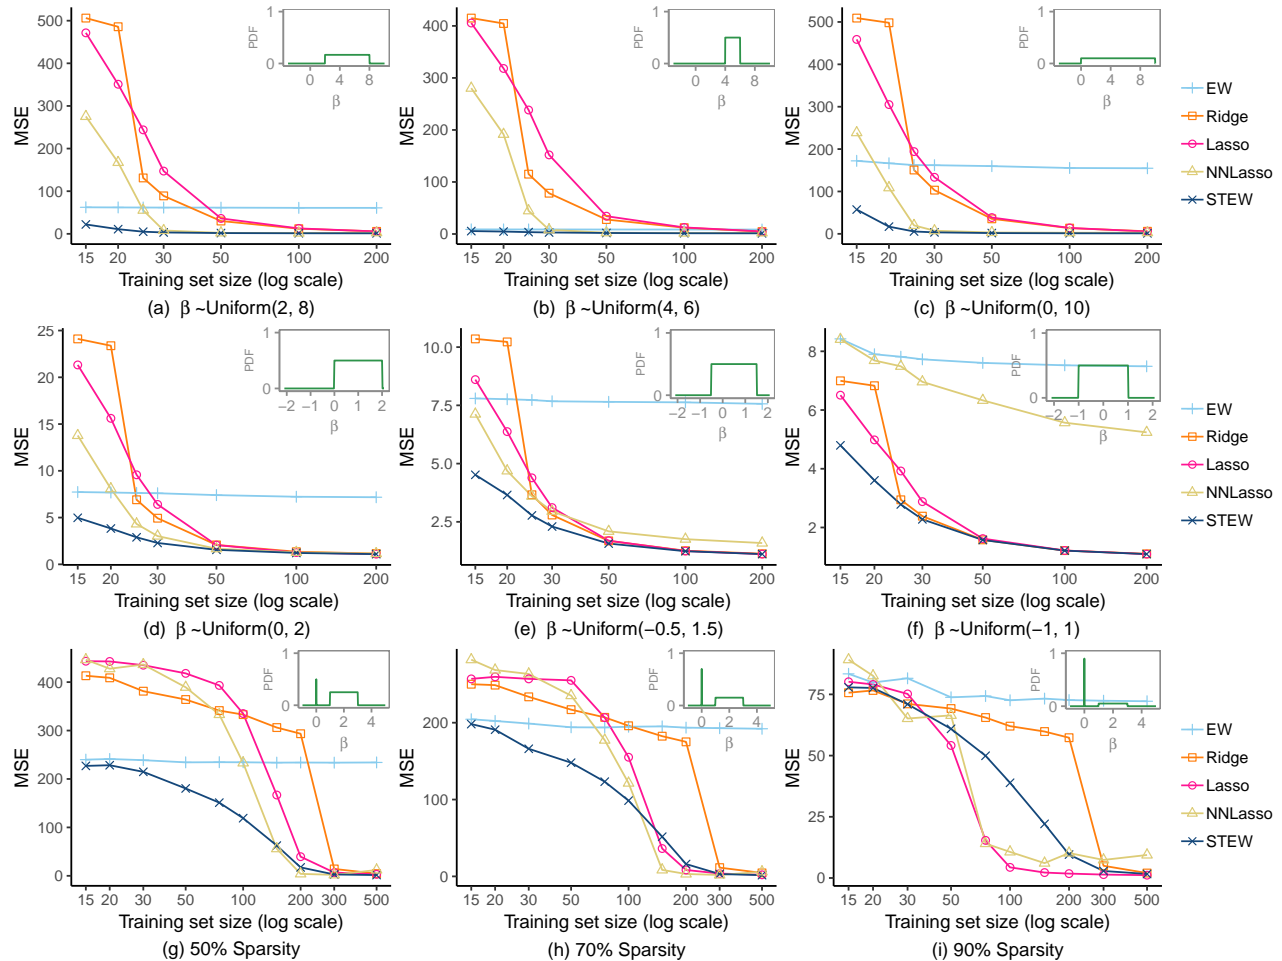 500
400
300
200
100
0
MSE
15 20 30 50 100 200
Training set size (log scale)
(a) β ~Uniform(2, 8)
1
0
PDF
0 4 8
β
400
300
200
100
0
MSE
15 20 30 50 100 200
Training set size (log scale)
(b) β ~Uniform(4, 6)
1
0
PDF
0 4 8
β
500
400
300
200
100
0
MSE
15 20 30 50 100 200
Training set size (log scale)
(c) β ~Uniform(0, 10)
1
0
PDF
0 4 8
β
EW
Ridge
Lasso
NNLasso
STEW
25
20
15
10
5
0
MSE
15 20 30 50 100 200
Training set size (log scale)
(d) β ~Uniform(0, 2)
1
0
PDF
−2 −1 0 1 2
β
10.0
7.5
5.0
2.5
MSE
15 20 30 50 100 200
Training set size (log scale)
(e) β ~Uniform(−0.5, 1.5)
1
0
PDF
−2 −1 0 1 2
β
8
6
4
2
MSE
15 20 30 50 100 200
Training set size (log scale)
(f) β ~Uniform(−1, 1)
1
0
PDF
−2 −1 0 1 2
β
EW
Ridge
Lasso
NNLasso
STEW
400
300
200
100
0
MSE
15 20 30 50 100 200 300 500
Training set size (log scale)
(g) 50% Sparsity
1
0
PDF
0 2 4
β
200
100
0
MSE
15 20 30 50 100 200 300 500
Training set size (log scale)
(h) 70% Sparsity
1
0
PDF
0 2 4
β
75
50
25
0
MSE
15 20 30 50 100 200 300 500
Training set size (log scale)
(i) 90% Sparsity
1
0
PDF
0 2 4
β
EW
Ridge
Lasso
NNLasso
STEW